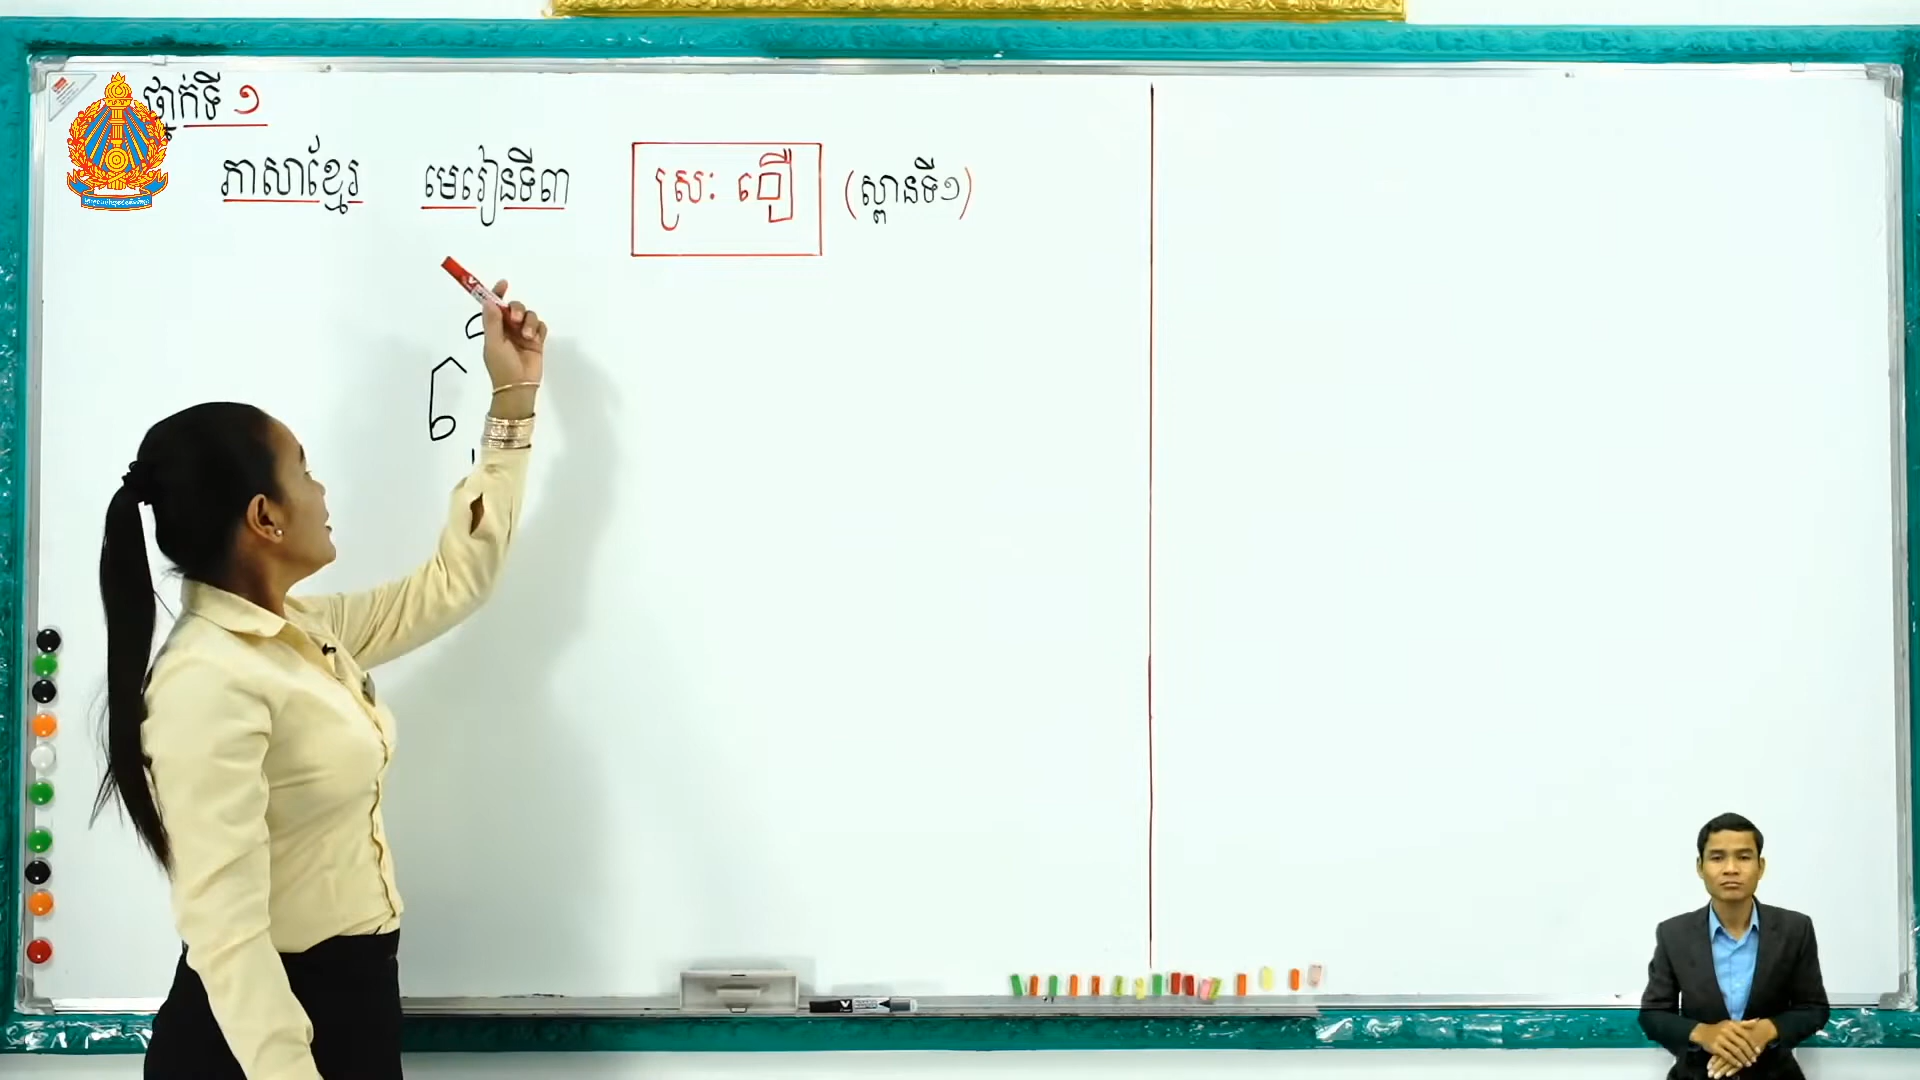 ថ្នាក់ទី ១
ភាសាខ្មែរ មេរៀនទី៣ ស្រៈ ឿ (ស្ពានទី១)